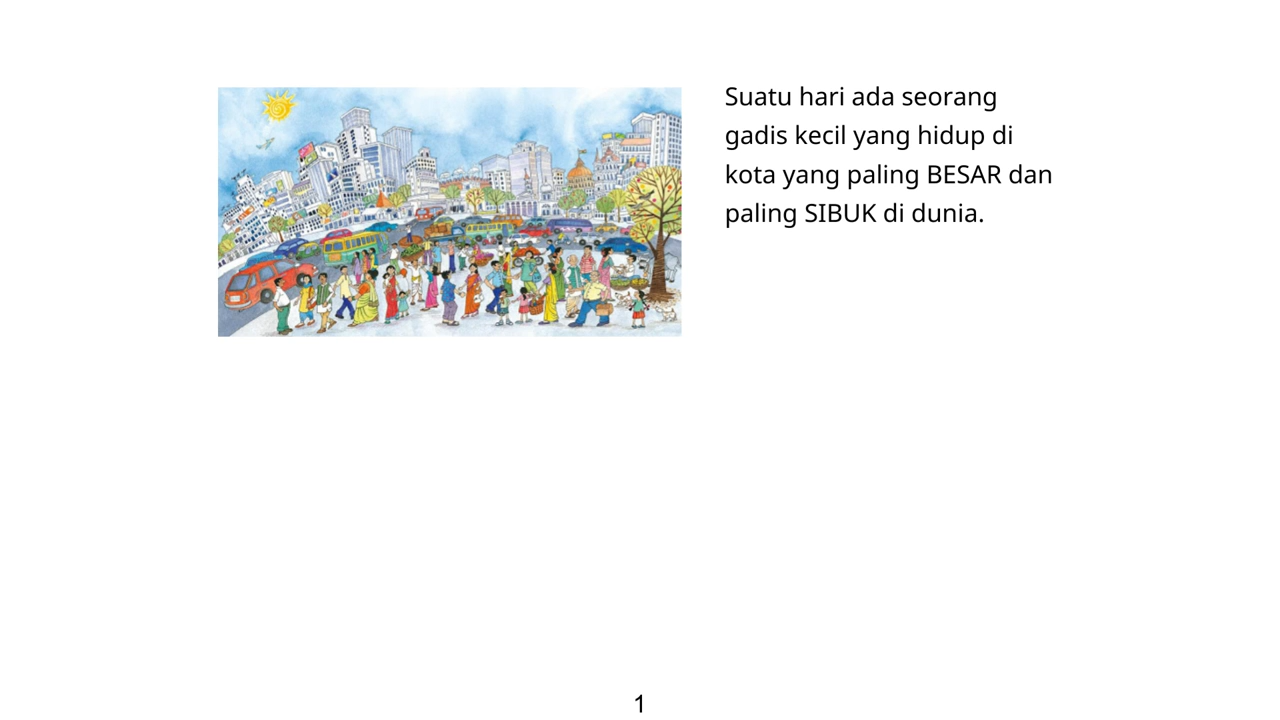 Suatu hari ada seorang
gadis kecil yang hidup di
kota yang paling BESAR dan
paling SIBUK di dunia.
1